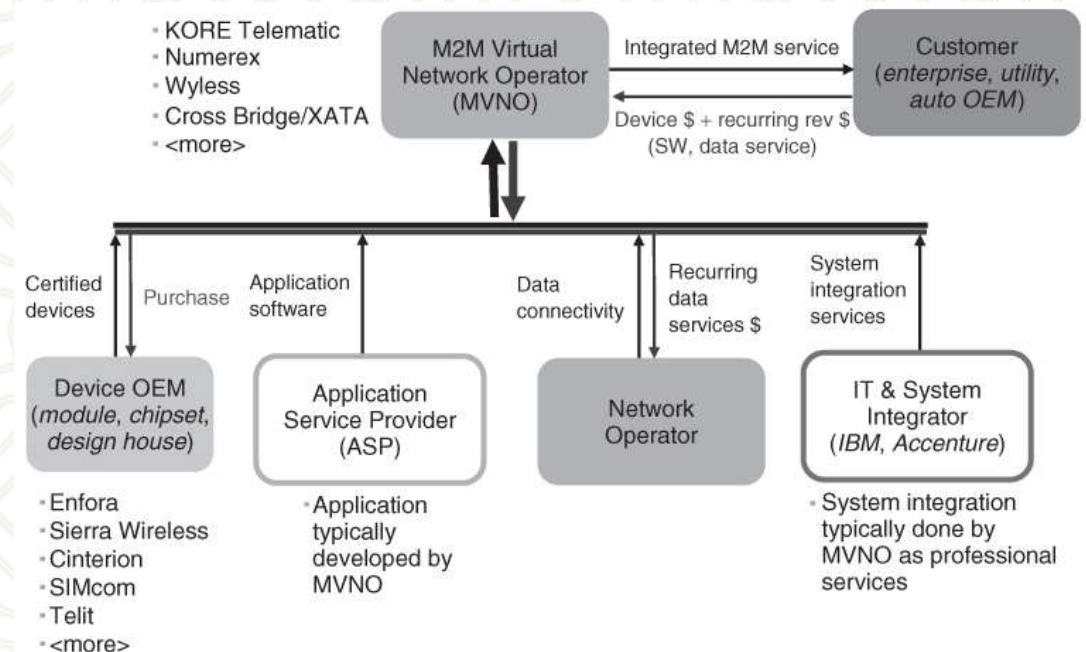 ▪ KORE Telematic
▪ Numerex
▪ Wyless
▪ Cross Bridge/XATA
▪ <more>
M2M Virtual
Network Operator
(MVNO)
Integrated M2M service
Device $ + recurring rev $
(SW, data service)
Customer
(enterprise, utility,
auto OEM)
Certified
devices
Purchase
Application
software
Data
connectivity
Recurring
data
services $
System
integration
services
Device OEM
(module, chipset,
design house)
Application
Service Provider
(ASP)
Network
Operator
IT & System
Integrator
(IBM, Accenture)
▪ Enfora
▪ Sierra Wireless
▪ Cinterion
▪ SIMcom
▪ Telit
▪ <more>
▪ Application
typically
developed by
MVNO
▪ System integration
typically done by
MVNO as professional
services